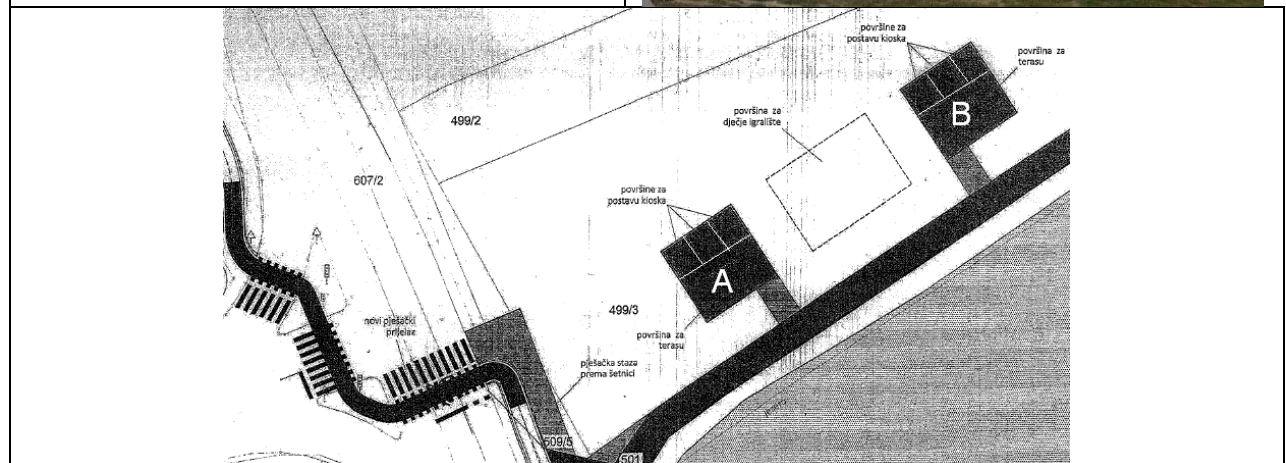 površine za
postavu kioska
površina za
terasu
B
površina za
dječje igralište
499/2
607/2
površine za
postavu kioska
A
499/3
površina za
terasu
novi pješački
prijelaz
pješačka staza
prema šetnici
609/5
501